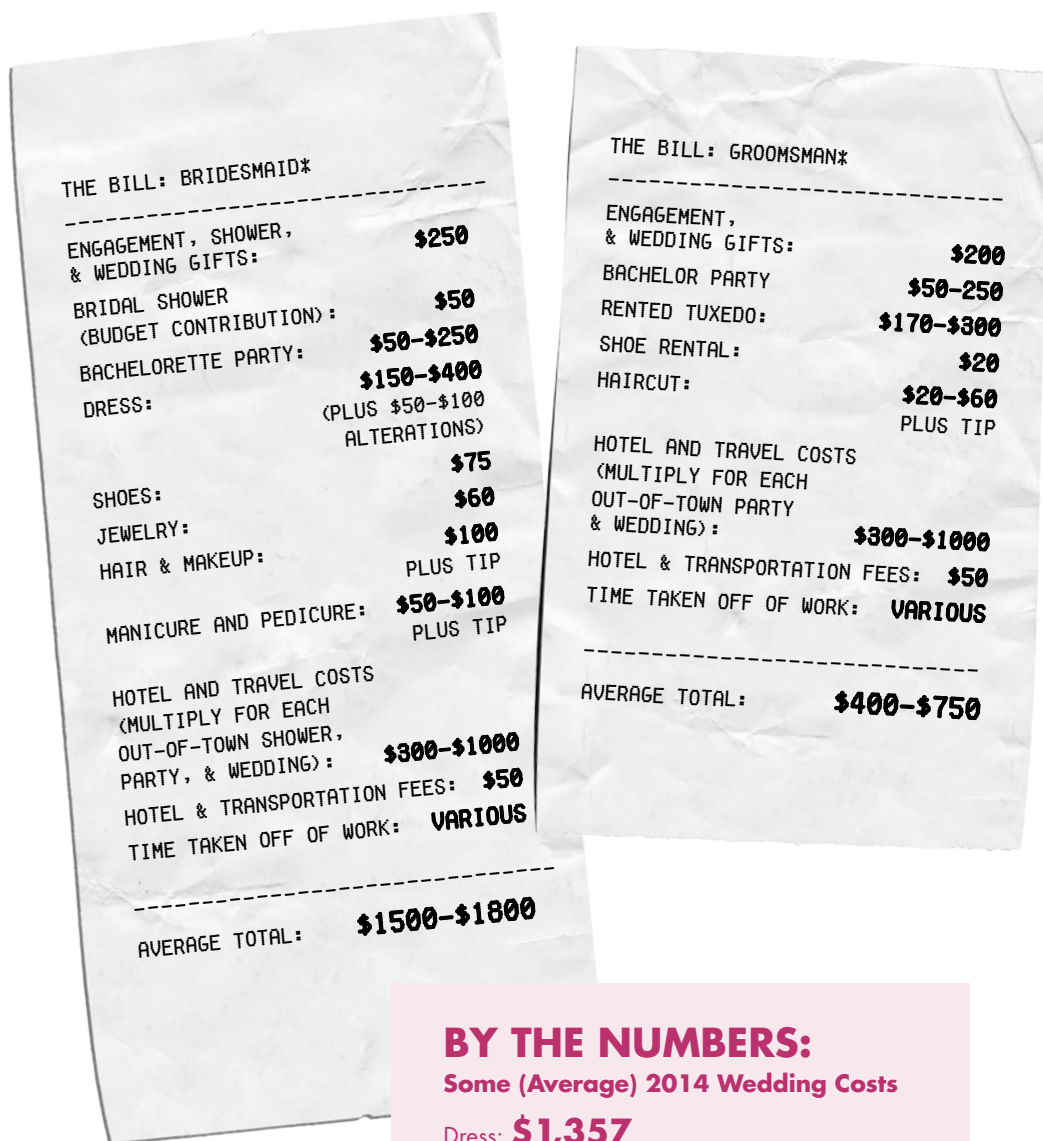 THE BILL: BRIDESMAID*
ENGAGEMENT, SHOWER,
& WEDDING GIFTS: $250
BRIDAL SHOWER
(BUDGET CONTRIBUTION): $50
BACHELORETTE PARTY: $50–$250
DRESS: $150–$400
(PLUS $50–$100
ALTERATIONS)
SHOES: $75
JEWELRY: $60
HAIR & MAKEUP: $100
PLUS TIP
MANICURE AND PEDICURE: $50–$100
PLUS TIP
HOTEL AND TRAVEL COSTS
(MULTIPLY FOR EACH
OUT-OF-TOWN SHOWER,
PARTY, & WEDDING): $300–$1000
HOTEL & TRANSPORTATION FEES: $50
TIME TAKEN OFF OF WORK: VARIOUS
AVERAGE TOTAL: $1500–$1800
THE BILL: GROOMSMAN*
ENGAGEMENT,
& WEDDING GIFTS: $200
BACHELOR PARTY $50–250
RENTED TUXEDO: $170–$300
SHOE RENTAL: $20
HAIRCUT: $20–$60
PLUS TIP
HOTEL AND TRAVEL COSTS
(MULTIPLY FOR EACH
OUT-OF-TOWN PARTY
& WEDDING): $300–$1000
HOTEL & TRANSPORTATION FEES: $50
TIME TAKEN OFF OF WORK: VARIOUS
AVERAGE TOTAL: $400–$750
BY THE NUMBERS:
Some (Average) 2014 Wedding Costs
Dress: $1,357